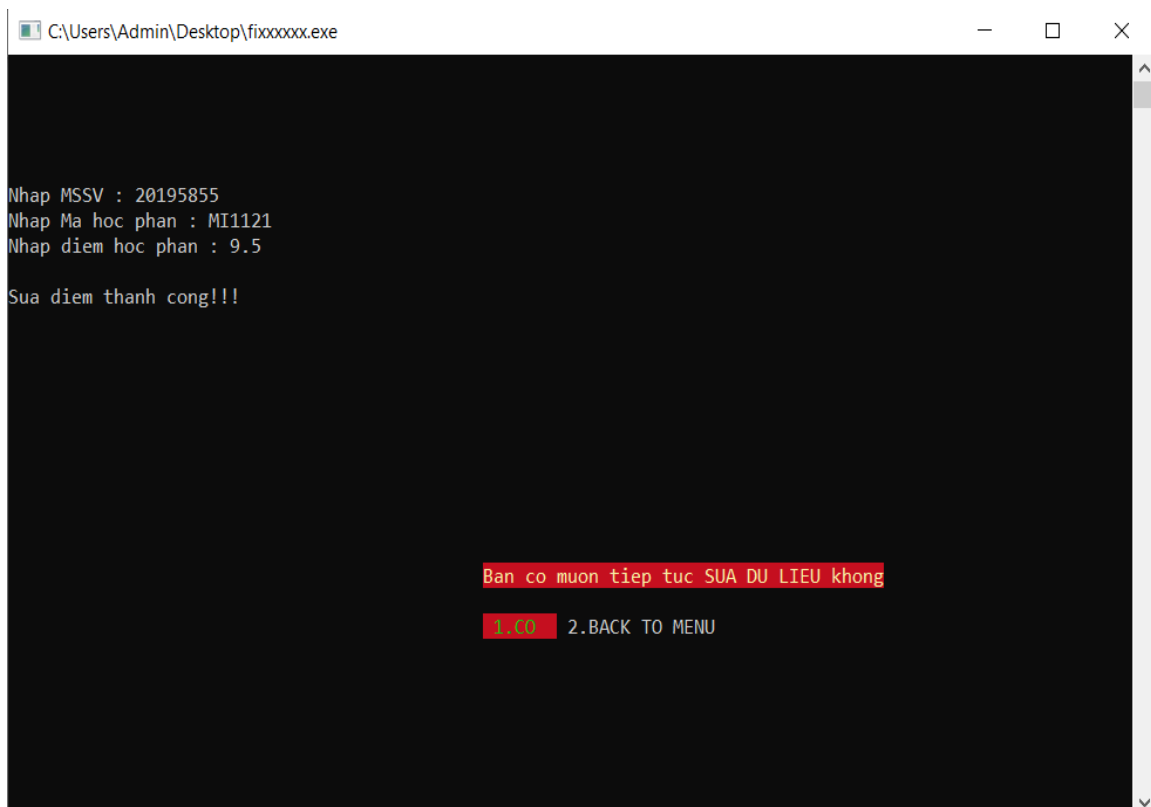 C:\Users\Admin\Desktop\fixxxxxx.exe
Nhap MSSV : 20195855
Nhap Ma hoc phan : MI1121
Nhap diem hoc phan : 9.5
Sua diem thanh cong!!!
Ban co muon tiep tuc SUA DU LIEU khong
1.CO 2.BACK TO MENU